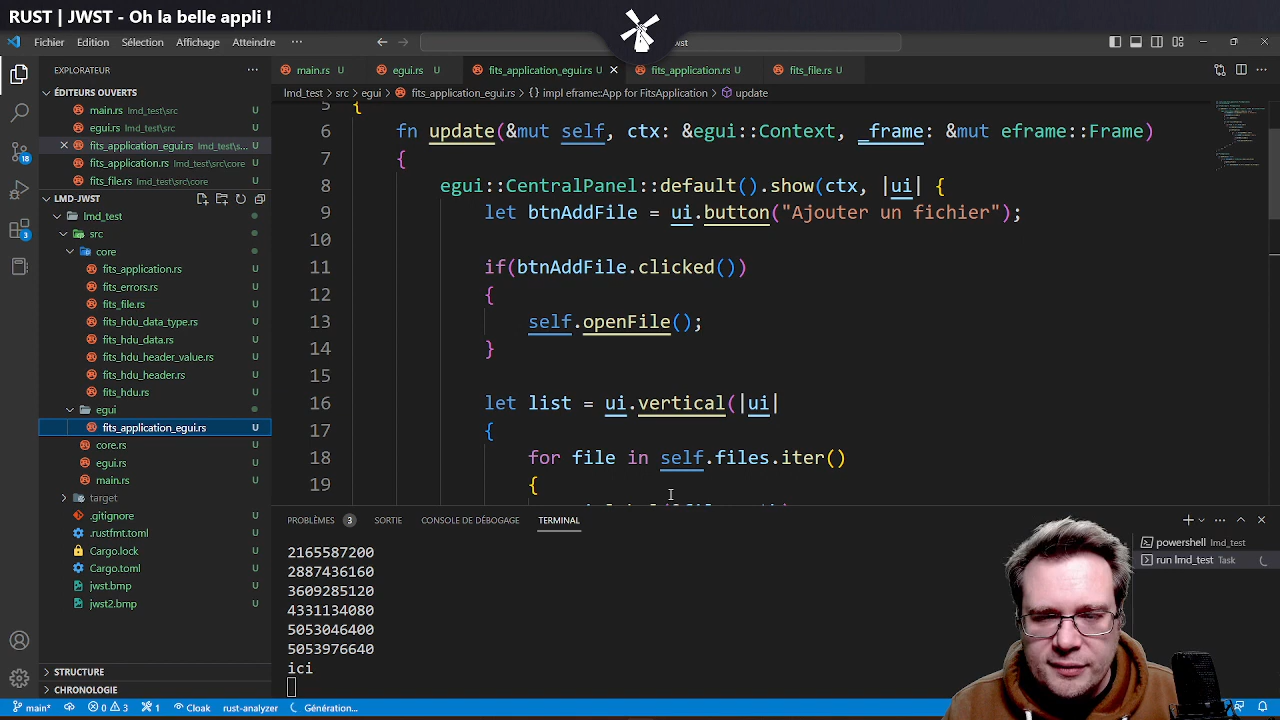 RUST | JWST - Oh la belle appli !
Fichier Edition Sélection Affichage Atteindre ··· wst
EXPLORATEUR ···
ÉDITEURS OUVERTS
main.rs lmd_test\src U
egui.rs lmd_test\src U
fits_application_egui.rs lmd_test\s... U
fits_application.rs lmd_test\src\core U
fits_file.rs lmd_test\src\core U
LMD-JWST
lmd_test
src
core
fits_application.rs U
fits_errors.rs U
fits_file.rs U
fits_hdu_data_type.rs U
fits_hdu_data.rs U
fits_hdu_header_value.rs U
fits_hdu_header.rs U
fits_hdu.rs U
egui
fits_application_egui.rs U
core.rs U
egui.rs U
main.rs U
target
.gitignore U
.rustfmt.toml U
Cargo.lock U
Cargo.toml U
jwst.bmp U
jwst2.bmp U
STRUCTURE
CHRONOLOGIE
18
3
main.rs U egui.rs U fits_application_egui.rs U fits_application.rs U fits_file.rs U
lmd_test > src > egui > fits_application_egui.rs > {} impl eframe::App for FitsApplication > update
5 {
6 fn update(&mut self, ctx: &egui::Context, _frame: &mut eframe::Frame)
7 {
8 egui::CentralPanel::default().show(ctx, |ui| {
9 let btnAddFile = ui.button("Ajouter un fichier");
10
11 if(btnAddFile.clicked())
12 {
13 self.openFile();
14 }
15
16 let list = ui.vertical(|ui|
17 {
18 for file in self.files.iter()
19 {
PROBLÈMES 3 SORTIE CONSOLE DE DÉBOGAGE TERMINAL
2165587200
2887436160
3609285120
4331134080
5053046400
5053976640
ici
powershell lmd_test
run lmd_test Task
main* 0 3 1 Cloak rust-analyzer Génération...